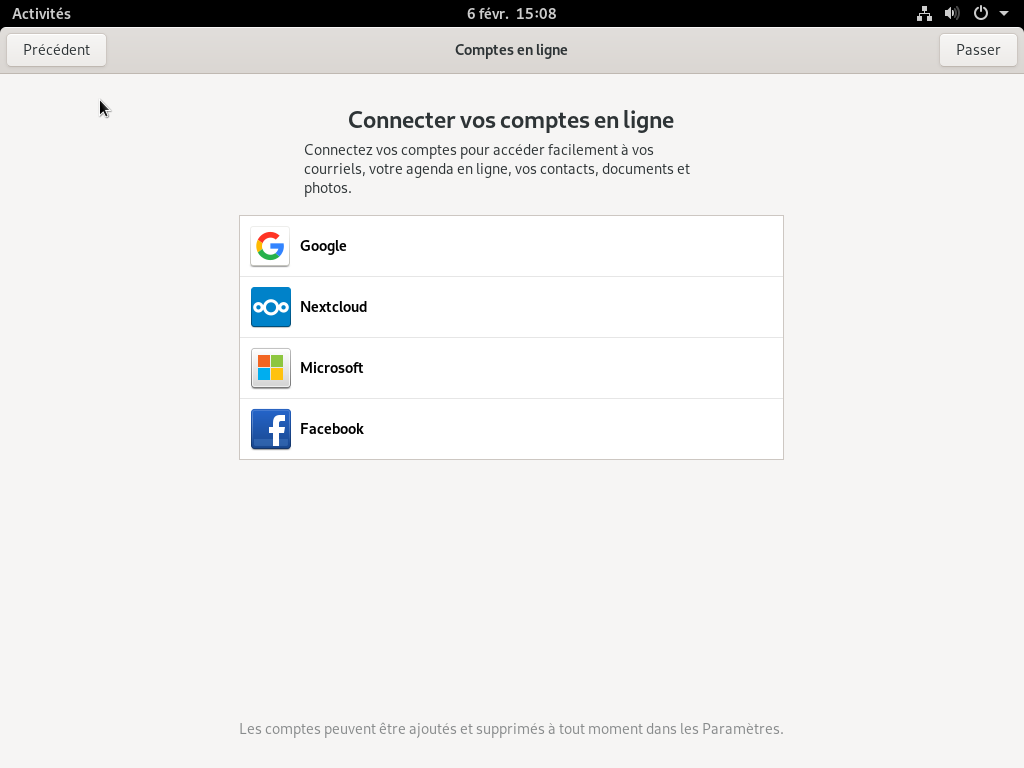 Activités
6 févr.  15:08
Précédent
Comptes en ligne
Passer
Connecter vos comptes en ligne
Connectez vos comptes pour accéder facilement à vos
courriels, votre agenda en ligne, vos contacts, documents et
photos.
Google
Nextcloud
Microsoft
Facebook
Les comptes peuvent être ajoutés et supprimés à tout moment dans les Paramètres.